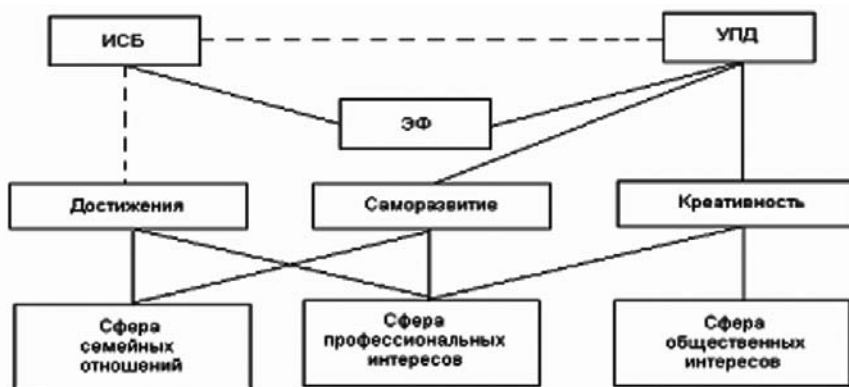 ИСБ
УПД
ЭФ
Достижения
Саморазвитие
Креативность
Сфера
семейных
отношений
Сфера
профессиональных
интересов
Сфера
общественных
интересов